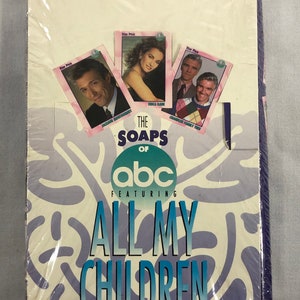 THE
SOAPS
OF
abc
FEATURING
ALL MY
CHILDREN